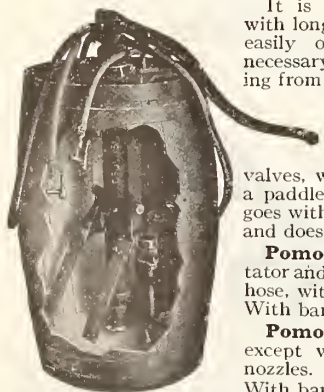 It is
with long
easily o
necessary
ing from
valves, w
a paddle
goes with
and does
Pomo
tator and
hose, with
With bar
Pomo
except w
nozzles.
With bar